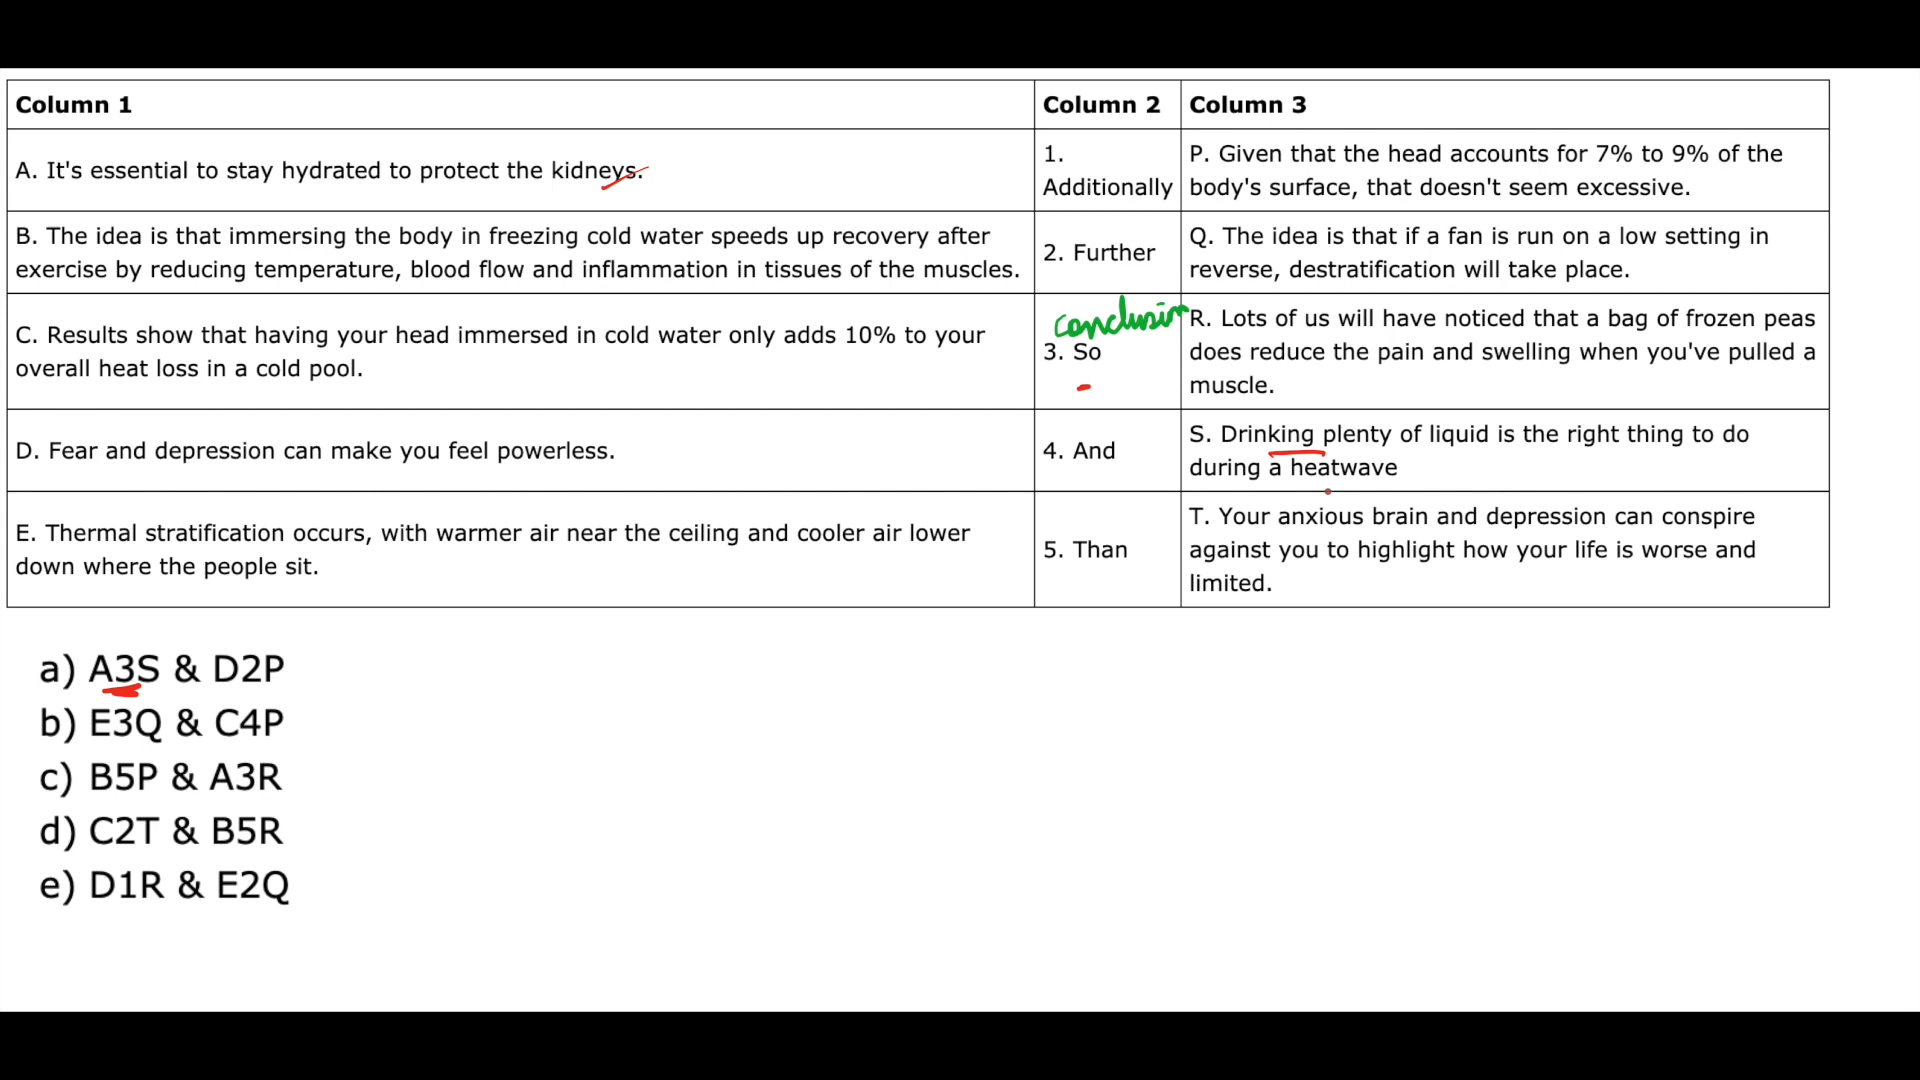 Column 1
Column 2
Column 3
A. It's essential to stay hydrated to protect the kidneys.
1.
Additionally
P. Given that the head accounts for 7% to 9% of the
body's surface, that doesn't seem excessive.
B. The idea is that immersing the body in freezing cold water speeds up recovery after
exercise by reducing temperature, blood flow and inflammation in tissues of the muscles.
2. Further
Q. The idea is that if a fan is run on a low setting in
reverse, destratification will take place.
C. Results show that having your head immersed in cold water only adds 10% to your
overall heat loss in a cold pool.
conclusion
3. So
R. Lots of us will have noticed that a bag of frozen peas
does reduce the pain and swelling when you've pulled a
muscle.
D. Fear and depression can make you feel powerless.
4. And
S. Drinking plenty of liquid is the right thing to do
during a heatwave
E. Thermal stratification occurs, with warmer air near the ceiling and cooler air lower
down where the people sit.
5. Than
T. Your anxious brain and depression can conspire
against you to highlight how your life is worse and
limited.
a) A3S & D2P
b) E3Q & C4P
c) B5P & A3R
d) C2T & B5R
e) D1R & E2Q